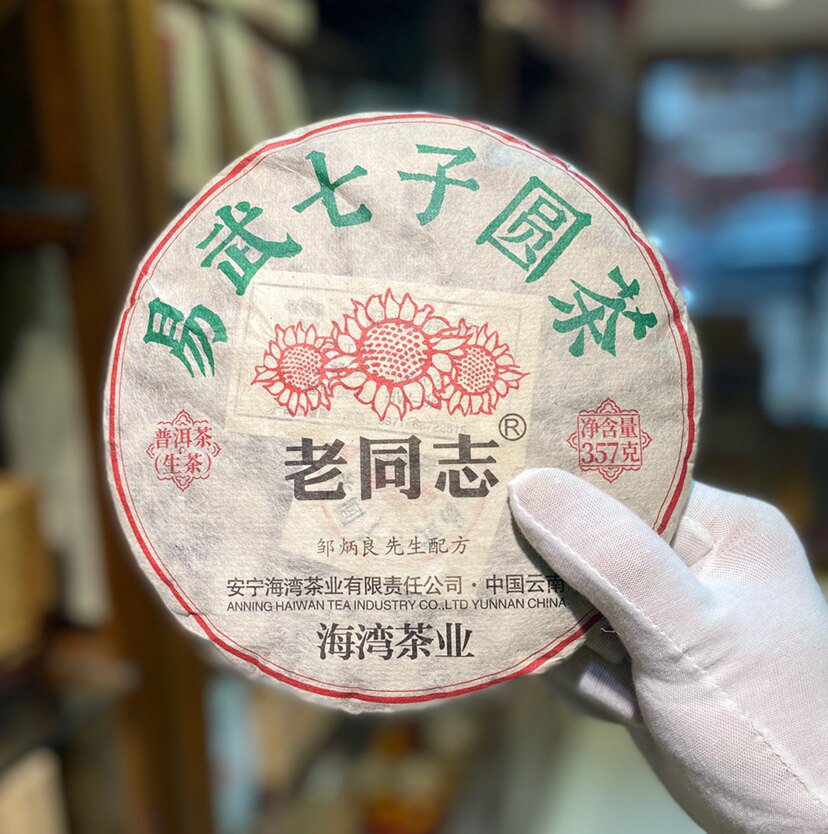 易武七子圆茶
普洱茶
(生茶)
净含量
357克
老同志®
邹炳良先生配方
安宁海湾茶业有限责任公司·中国云南
ANNING HAIWAN TEA INDUSTRY CO.,LTD YUNNAN CHINA
海湾茶业